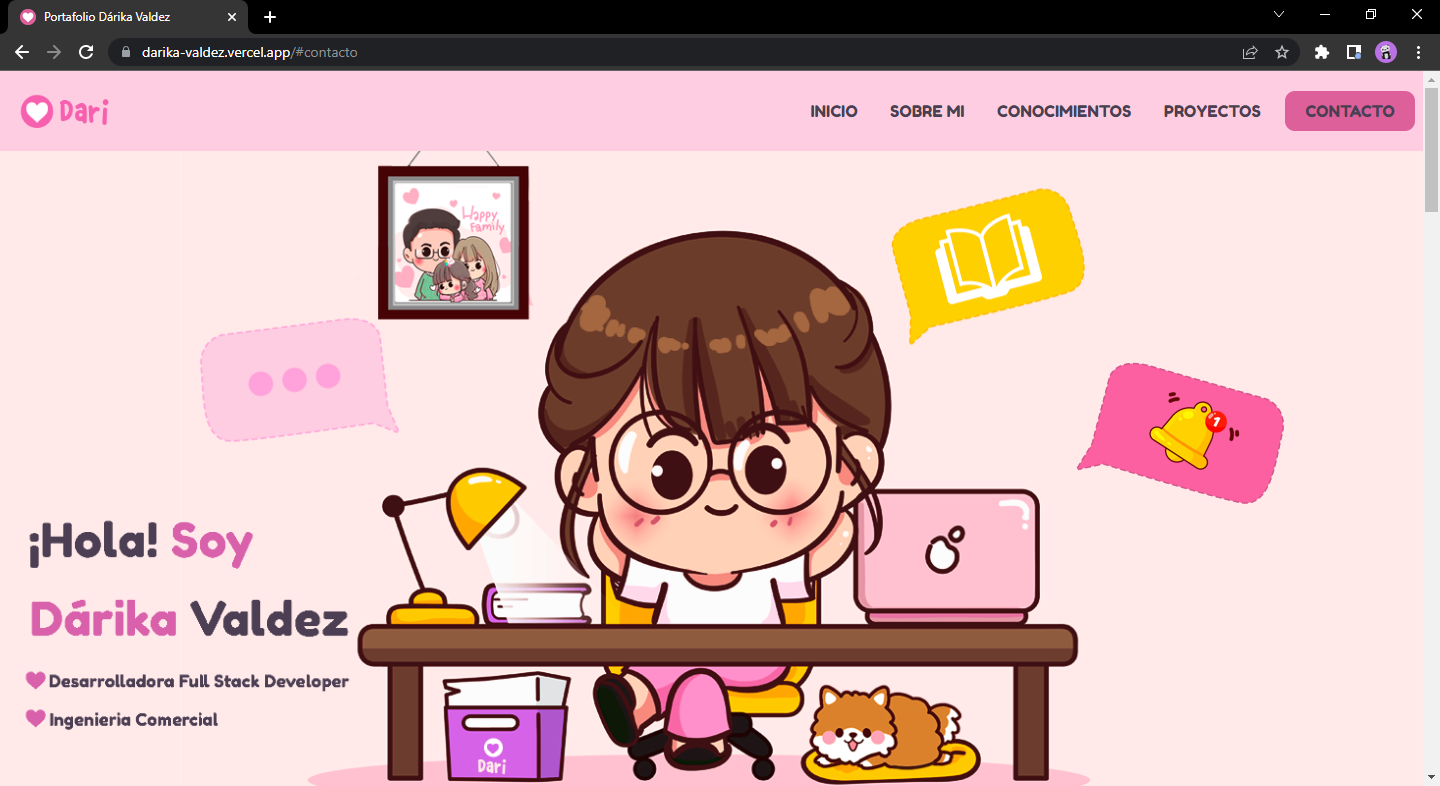 Portafolio Dárika Valdez
darika-valdez.vercel.app/#contacto
Dari
INICIO
SOBRE MI
CONOCIMIENTOS
PROYECTOS
CONTACTO
Happy
Family
1
¡Hola! Soy
Dárika Valdez
Desarrolladora Full Stack Developer
Ingenieria Comercial
Dari